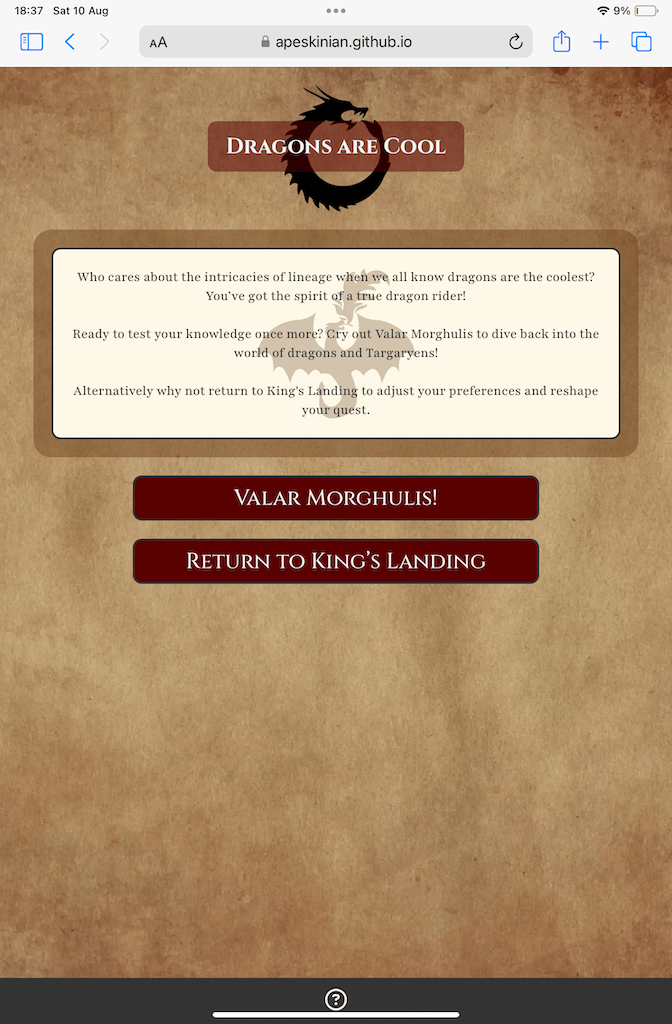 18:37 Sat 10 Aug
9%
AA
apeskinian.github.io
Dragons are Cool
Who cares about the intricacies of lineage when we all know dragons are the coolest?
You've got the spirit of a true dragon rider!
Ready to test your knowledge once more? Cry out Valar Morghulis to dive back into the
world of dragons and Targaryens!
Alternatively why not return to King's Landing to adjust your preferences and reshape
your quest.
Valar Morghulis!
Return to King's Landing
?